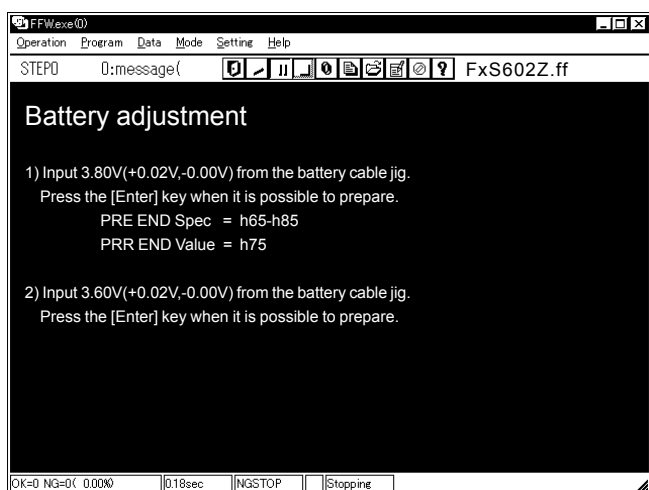 FFW.exe(0)
Operation Program Data Mode Setting Help
STEP0 0:message( FxS602Z.ff
Battery adjustment
1) Input 3.80V(+0.02V,-0.00V) from the battery cable jig.
Press the [Enter] key when it is possible to prepare.
PRE END Spec = h65-h85
PRR END Value = h75
2) Input 3.60V(+0.02V,-0.00V) from the battery cable jig.
Press the [Enter] key when it is possible to prepare.
OK=0 NG=0( 0.00%) 0.18sec NGSTOP Stopping